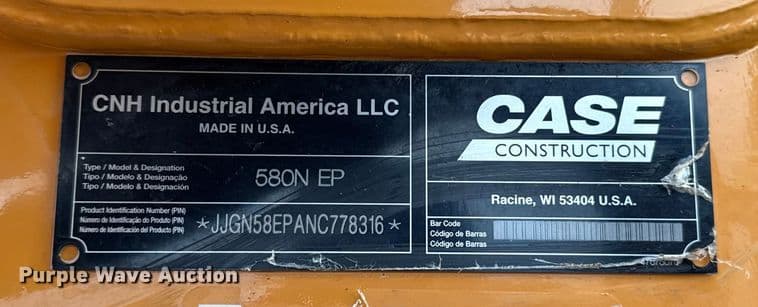 CNH Industrial America LLC
MADE IN U.S.A.
Type / Model & Designation
Tipo / Modelo & Designação
Tipo / Modelo & Designación
580N EP
Product Identification Number (PIN)
Número de Identificação do Produto (PIN)
Número de Identificación del Producto (PIN)
*JJGN58EPANC778316*
CASE
CONSTRUCTION
Racine, WI 53404 U.S.A.
Bar Code
Código de Barras
Código de Barras
Purple Wave Auction